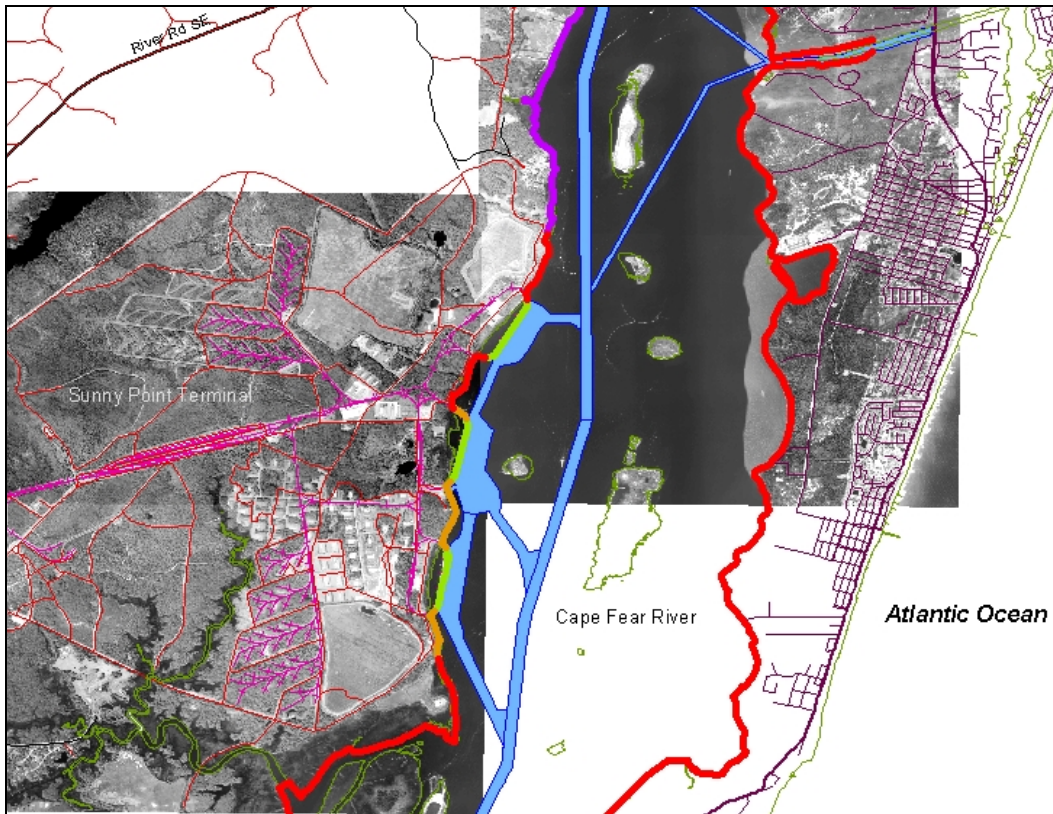 River Rd SE
Sunny Point Terminal
Cape Fear River
Atlantic Ocean